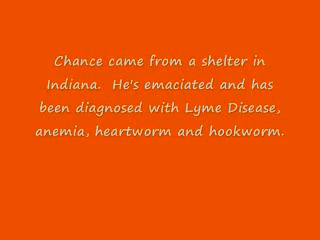 Chance came from a shelter in
Indiana.  He's emaciated and has
been diagnosed with Lyme Disease,
anemia, heartworm and hookworm.